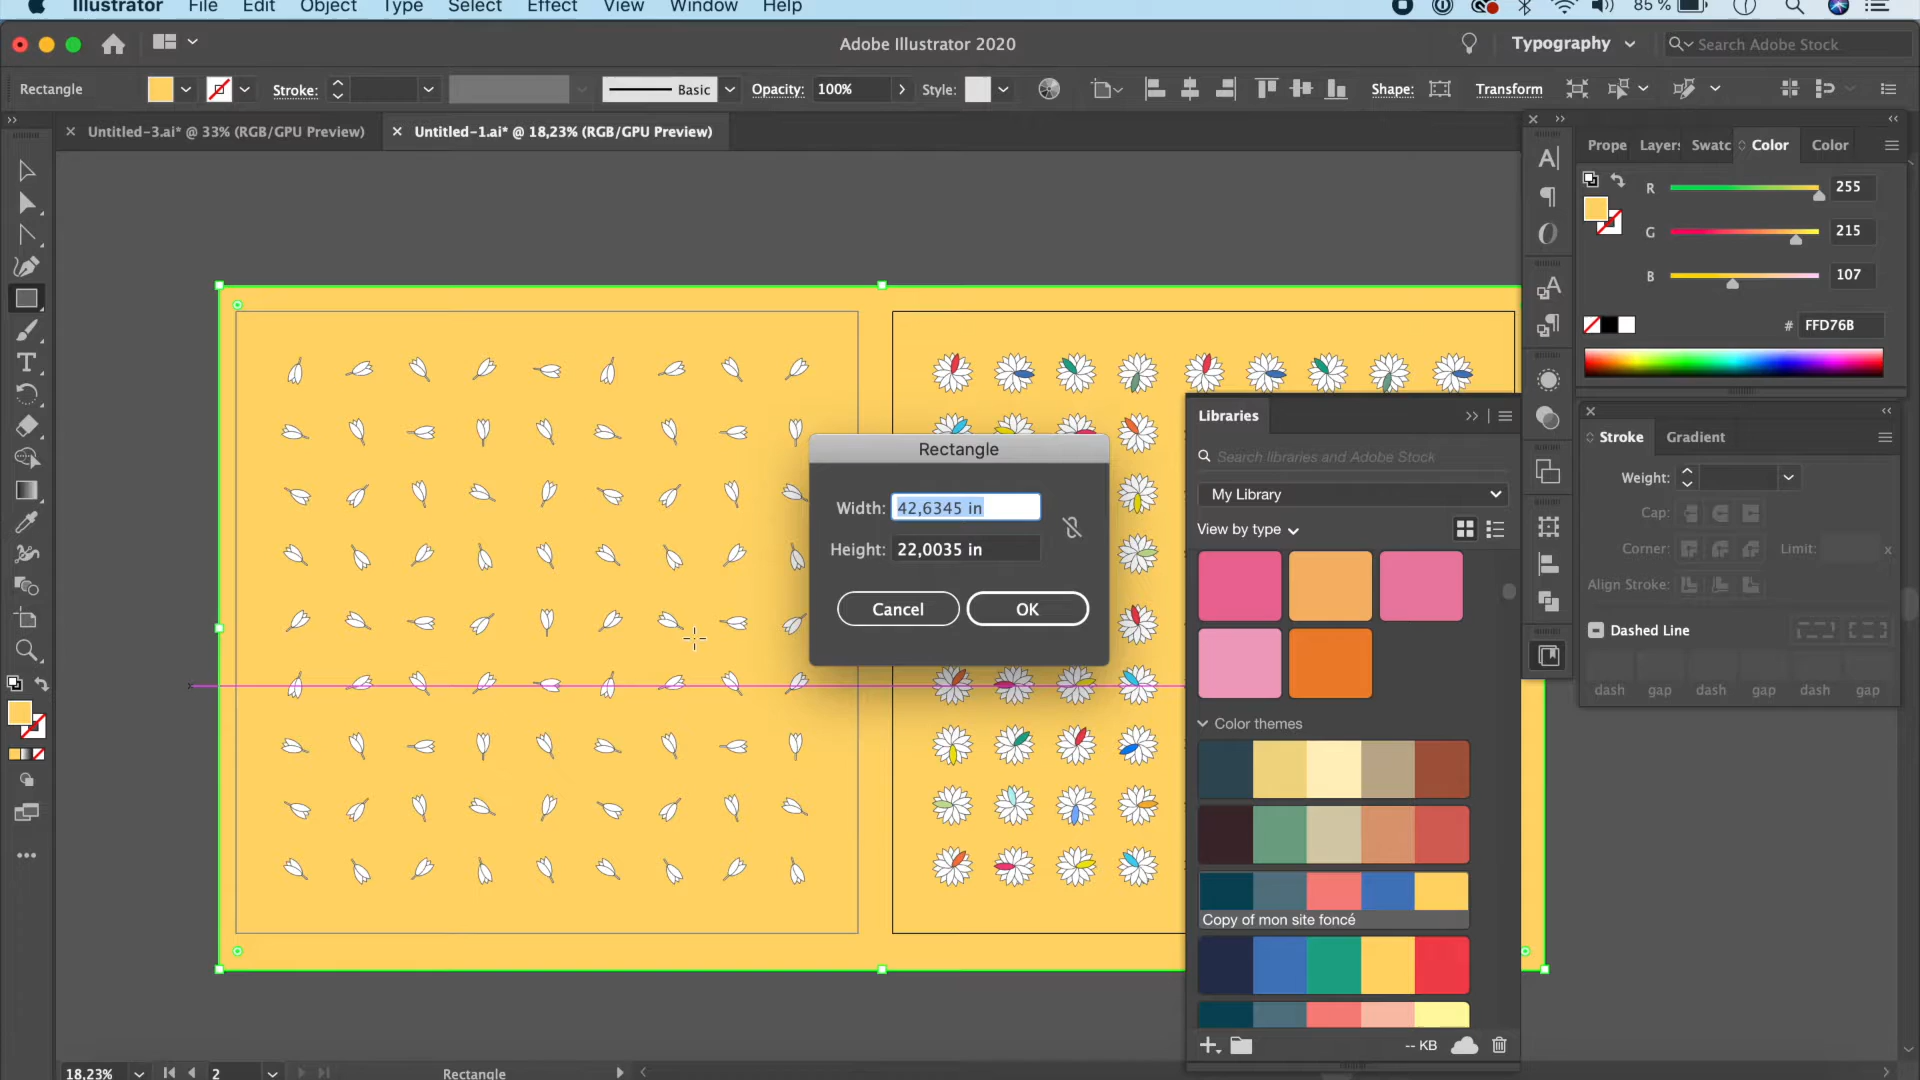 Illustrator File Edit Object Type Select Effect View Window Help 85 %
Adobe Illustrator 2020
Typography
Search Adobe Stock
Rectangle Stroke: Basic Opacity: 100% Style: Shape: Transform
Untitled-3.ai* @ 33% (RGB/GPU Preview)
Untitled-1.ai* @ 18,23% (RGB/GPU Preview)
Prope Layers Swatc Color Color
R 255
G 215
B 107
# FFD76B
Libraries
Search libraries and Adobe Stock
My Library
View by type
Color themes
Copy of mon site foncé
-- KB
Rectangle
Width: 42,6345 in
Height: 22,0035 in
Cancel OK
Stroke Gradient
Weight:
Cap:
Corner: Limit: x
Align Stroke:
Dashed Line
dash gap dash gap dash gap
18,23% 2 Rectangle